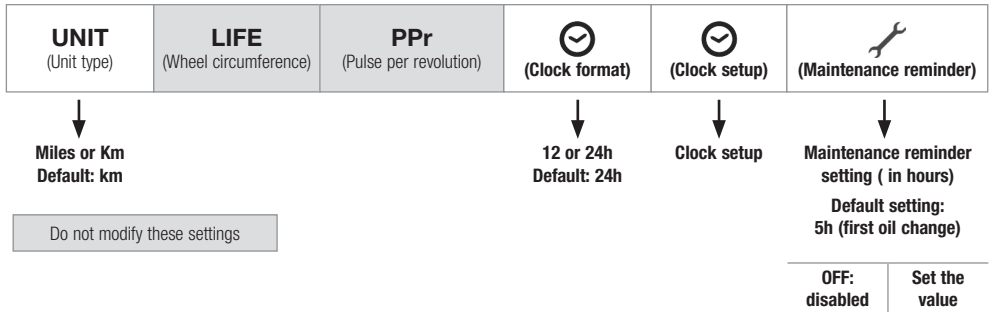 UNIT
(Unit type)
LIFE
(Wheel circumference)
PPr
(Pulse per revolution)
(Clock format)
(Clock setup)
(Maintenance reminder)
Miles or Km
Default: km
12 or 24h
Default: 24h
Clock setup
Maintenance reminder
setting ( in hours)
Default setting:
5h (first oil change)
Do not modify these settings
OFF:
disabled
Set the
value